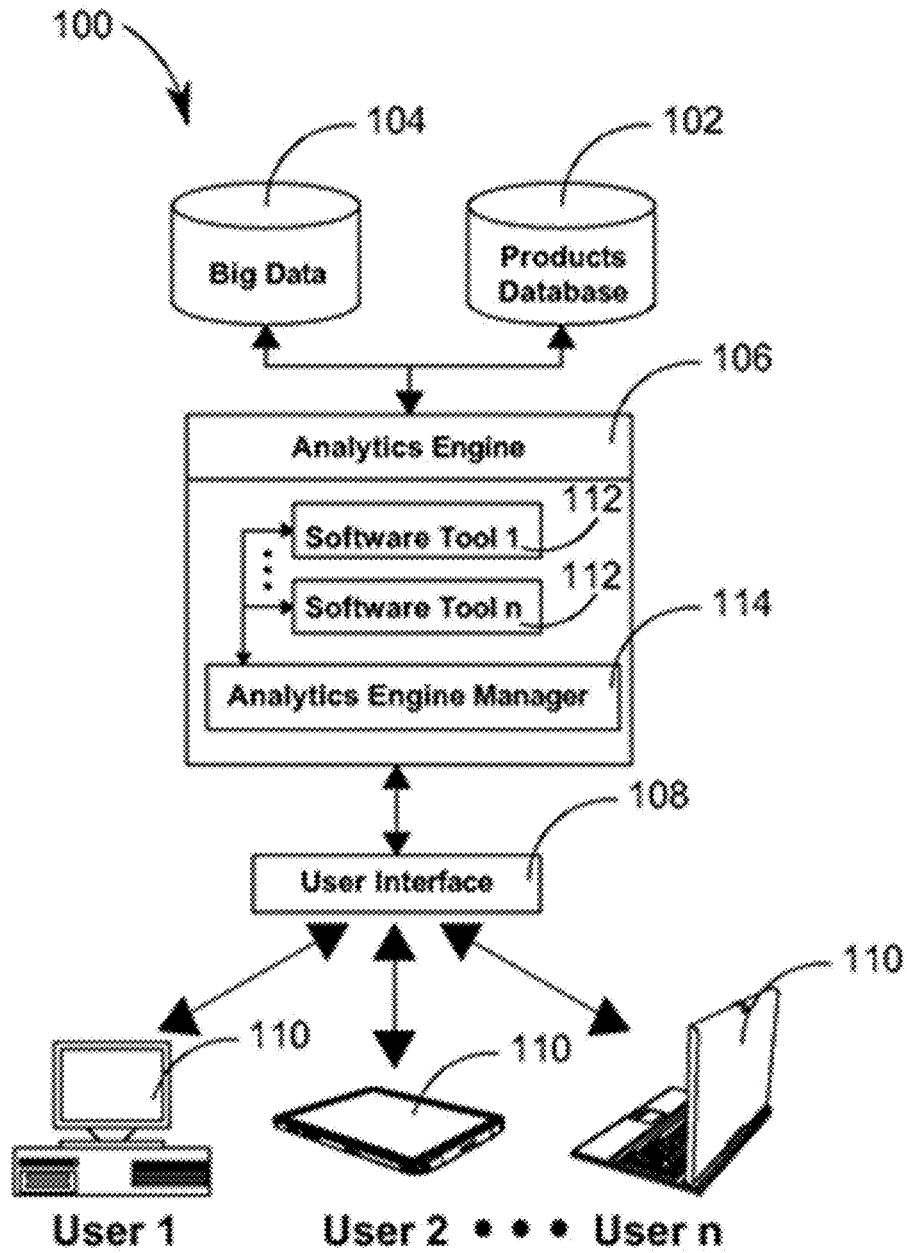 100
104
102
Big Data
Products
Database
106
Analytics Engine
112
Software Tool 1
112
Software Tool n
114
Analytics Engine Manager
108
User Interface
110
110
110
User 1
User 2 • • • User n